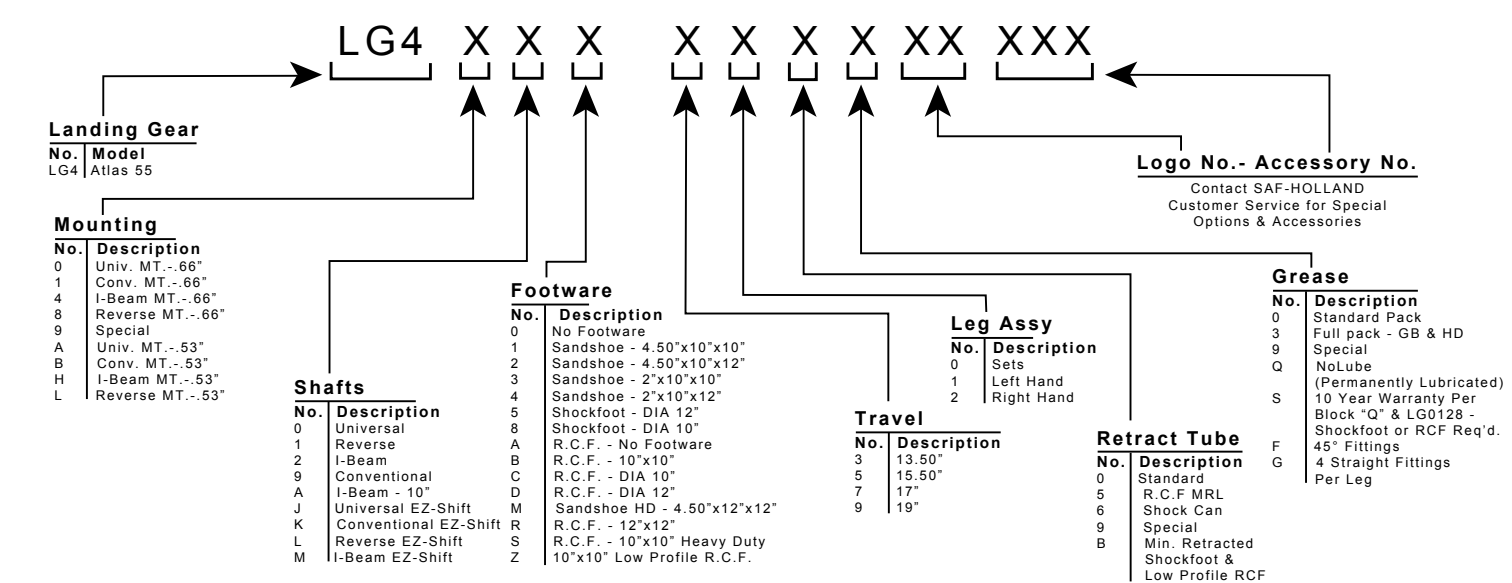 LG4 X X X X X X X XX XXX
Landing Gear
No. Model
LG4 Atlas 55
Logo No.- Accessory No.
Contact SAF-HOLLAND
Customer Service for Special
Options & Accessories
Mounting
No. Description
0 Univ. MT.-.66”
1 Conv. MT.-.66”
4 I-Beam MT.-.66”
8 Reverse MT.-.66”
9 Special
A Univ. MT.-.53”
B Conv. MT.-.53”
H I-Beam MT.-.53”
L Reverse MT.-.53”
Shafts
No. Description
0 Universal
1 Reverse
2 I-Beam
9 Conventional
A I-Beam - 10”
J Universal EZ-Shift
K Conventional EZ-Shift
L Reverse EZ-Shift
M I-Beam EZ-Shift
Footware
No. Description
0 No Footware
1 Sandshoe - 4.50”x10”x10”
2 Sandshoe - 4.50”x10”x12”
3 Sandshoe - 2”x10”x10”
4 Sandshoe - 2”x10”x12”
5 Shockfoot - DIA 12”
8 Shockfoot - DIA 10”
A R.C.F. - No Footware
B R.C.F. - 10”x10”
C R.C.F. - DIA 10”
D R.C.F. - DIA 12”
M Sandshoe HD - 4.50”x12”x12”
R R.C.F. - 12”x12”
S R.C.F. - 10”x10” Heavy Duty
Z 10”x10” Low Profile R.C.F.
Travel
No. Description
3 13.50”
5 15.50”
7 17”
9 19”
Leg Assy
No. Description
0 Sets
1 Left Hand
2 Right Hand
Retract Tube
No. Description
0 Standard
5 R.C.F MRL
6 Shock Can
9 Special
B Min. Retracted
Shockfoot &
Low Profile RCF
Grease
No. Description
0 Standard Pack
3 Full pack - GB & HD
9 Special
Q NoLube
(Permanently Lubricated)
S 10 Year Warranty Per
Block “Q” & LG0128 -
Shockfoot or RCF Req’d.
F 45° Fittings
G 4 Straight Fittings
Per Leg